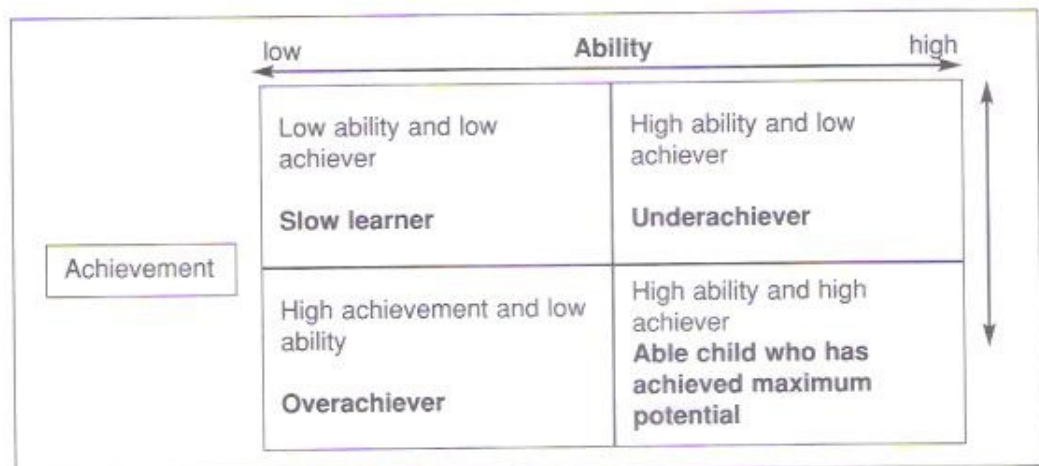 low Ability high
Low ability and low
achiever
Slow learner
High ability and low
achiever
Underachiever
Achievement
High achievement and low
ability
Overachiever
High ability and high
achiever
Able child who has
achieved maximum
potential